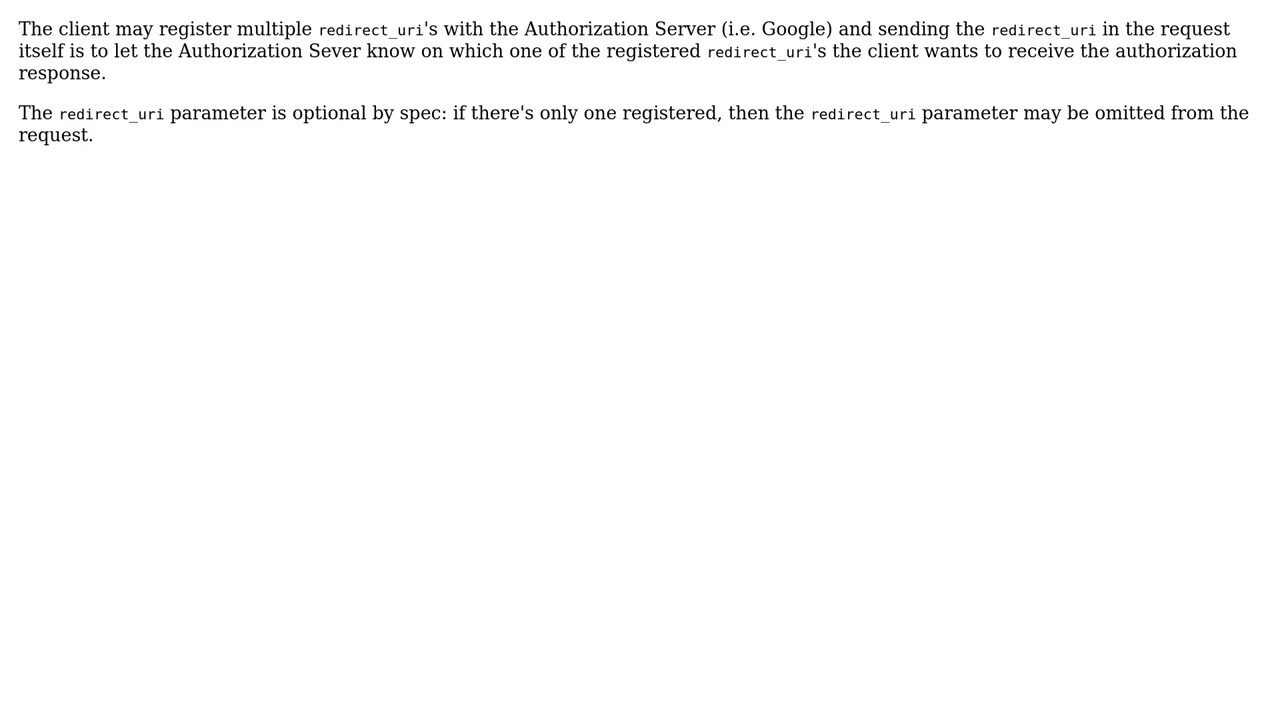 The client may register multiple redirect_uri's with the Authorization Server (i.e. Google) and sending the redirect_uri in the request
itself is to let the Authorization Sever know on which one of the registered redirect_uri's the client wants to receive the authorization
response.
The redirect_uri parameter is optional by spec: if there's only one registered, then the redirect_uri parameter may be omitted from the
request.